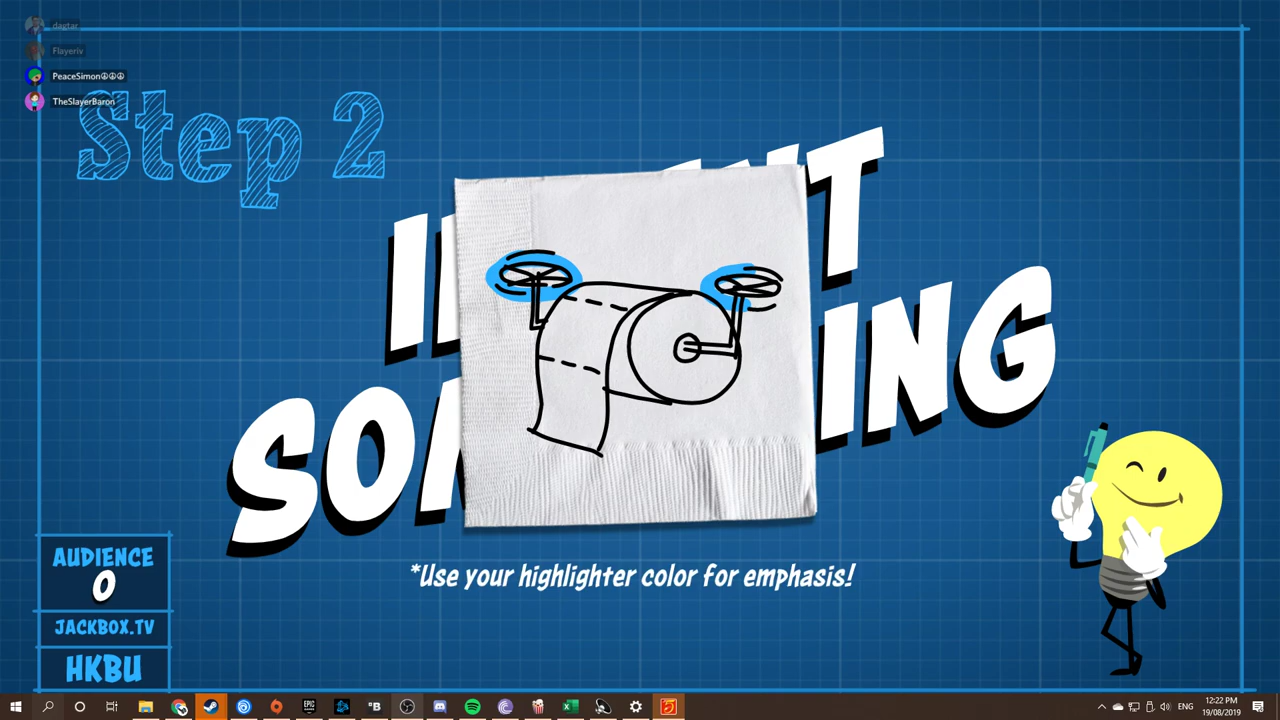 dagtar
Flayeriv
PeaceSimon☮☮☮
TheSlayerBaron
Step 2
*Use your highlighter color for emphasis!
AUDIENCE
0
JACKBOX.TV
HKBU
12:22 PM
ENG
19/08/2019